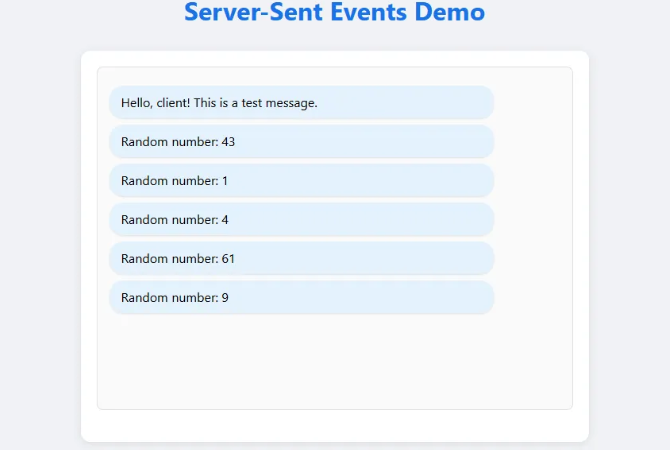 Server-Sent Events Demo
Hello, client! This is a test message.
Random number: 43
Random number: 1
Random number: 4
Random number: 61
Random number: 9